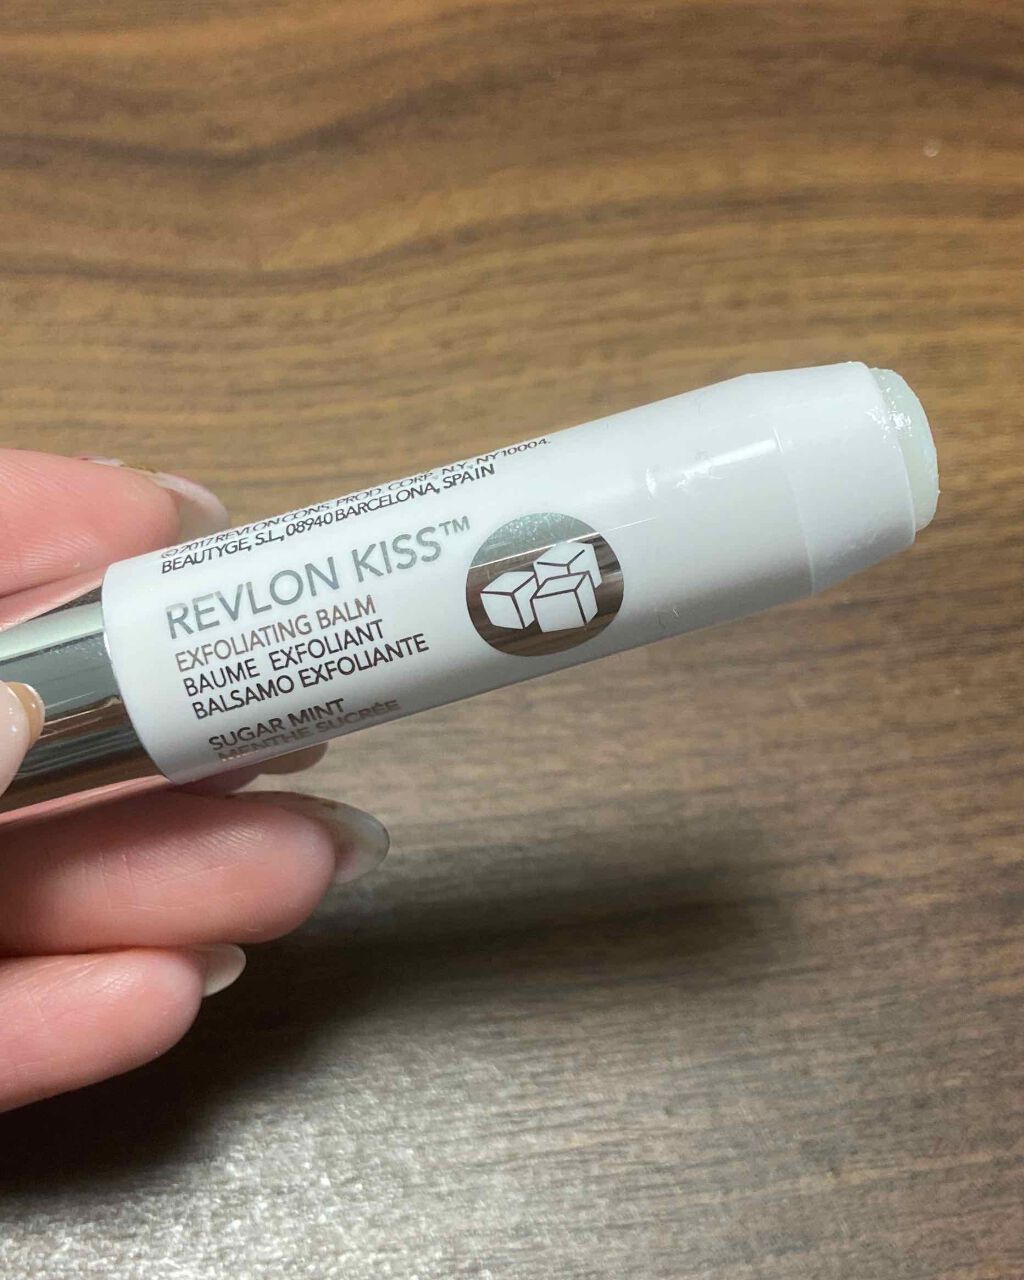 ©2017 REVLON CONS. PROD. CORP. N.Y., NY 10004.
BEAUTYGE, S.L., 08940 BARCELONA, SPAIN
REVLON KISS™
EXFOLIATING BALM
BAUME EXFOLIANT
BALSAMO EXFOLIANTE
SUGAR MINT
MENTHE SUCRÉE